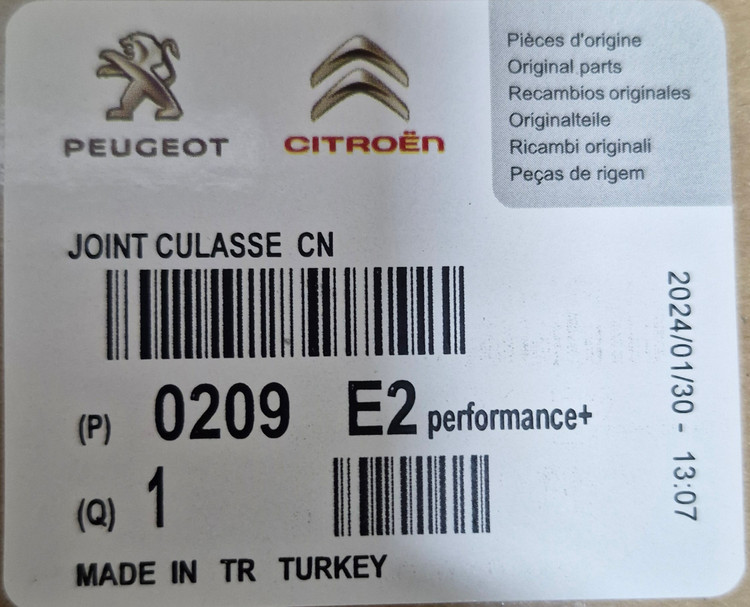 PEUGEOT
CITROËN
Pièces d'origine
Original parts
Recambios originales
Originalteile
Ricambi originali
Peças de rigem
JOINT CULASSE CN
(P) 0209 E2 performance+
(Q) 1
MADE IN TR TURKEY
2024/01/30 - 13:07